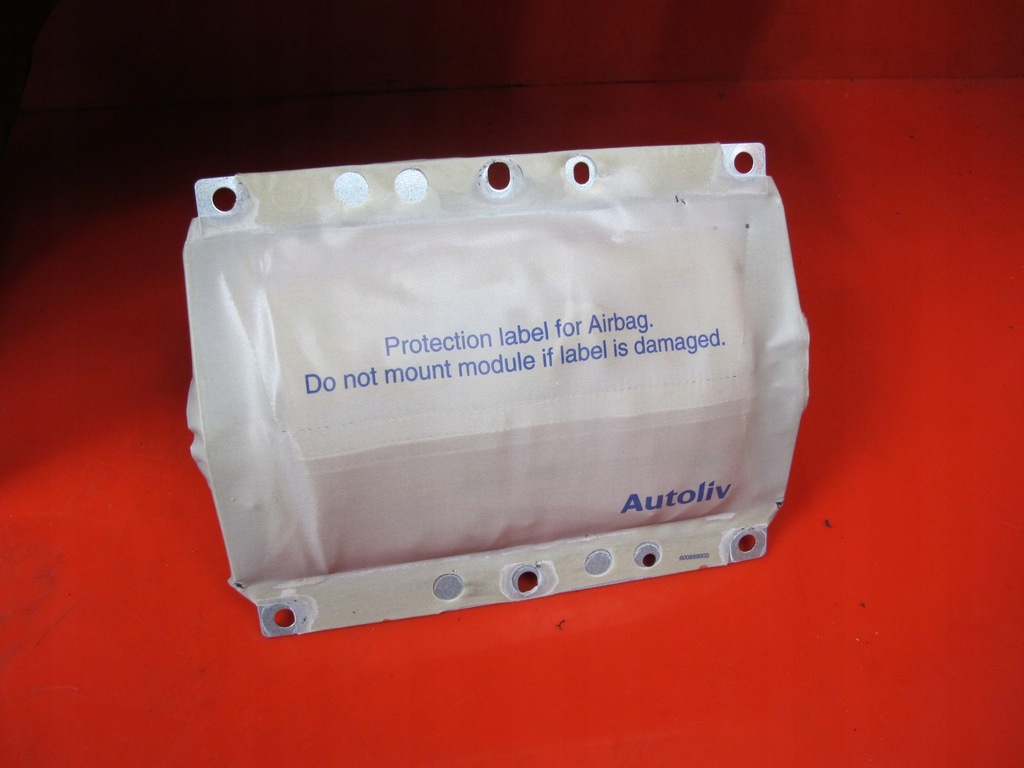 Protection label for Airbag.
Do not mount module if label is damaged.
Autoliv